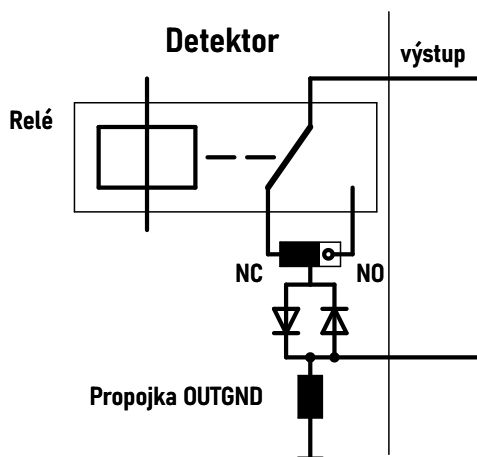 Detektor
výstup
Relé
NC
NO
Propojka OUTGND